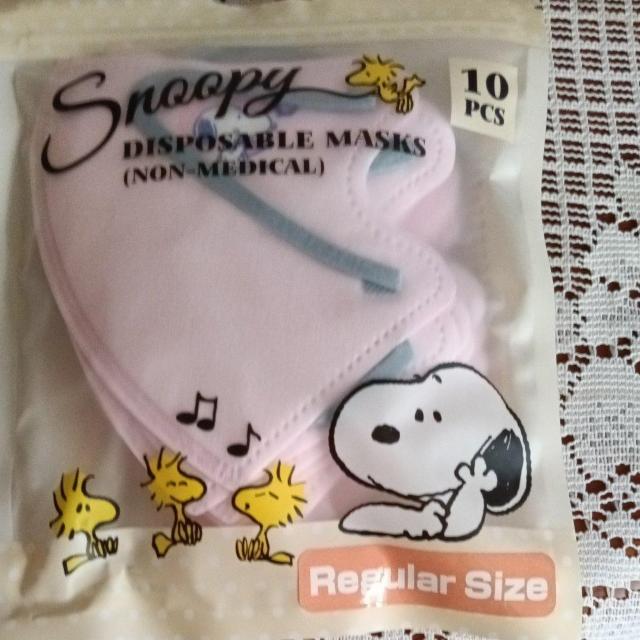 Snoopy
DISPOSABLE MASKS
(NON-MEDICAL)
10
PCS
Regular Size